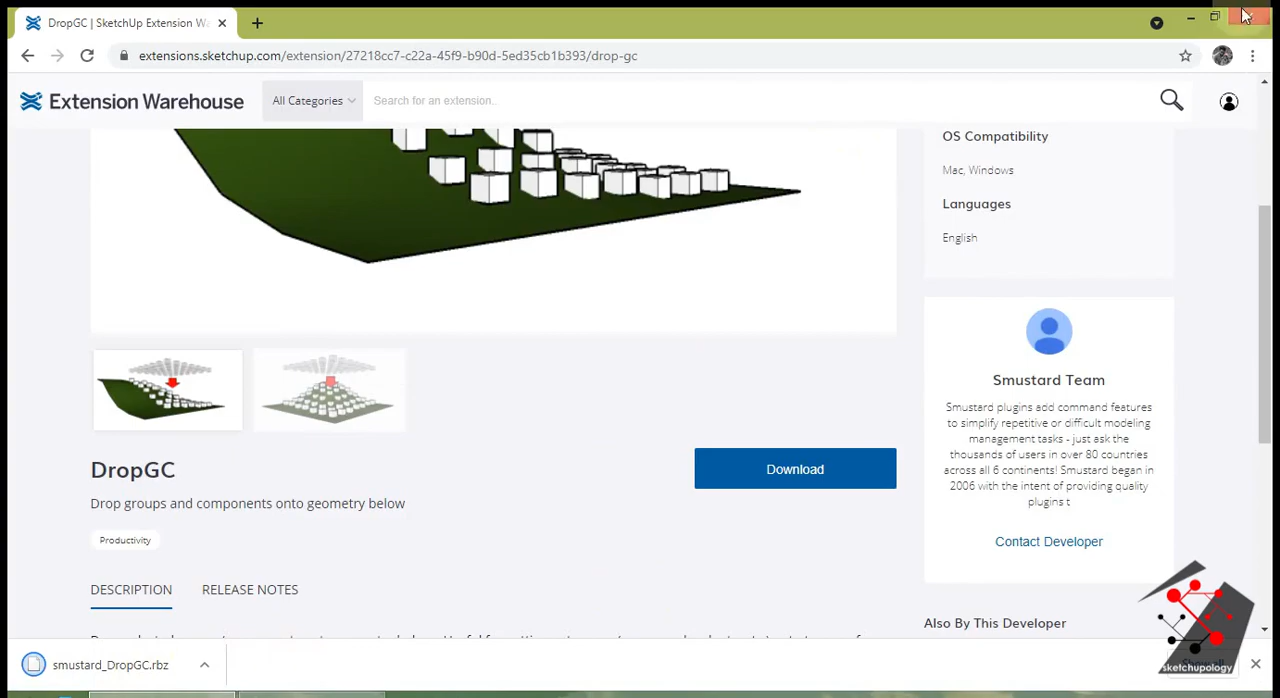 DropGC | SketchUp Extension Wa
extensions.sketchup.com/extension/27218cc7-c22a-45f9-b90d-5ed35cb1b393/drop-gc
Extension Warehouse
All Categories
Search for an extension..
OS Compatibility
Mac, Windows
Languages
English
Smustard Team
Smustard plugins add command features
to simplify repetitive or difficult modeling
management tasks - just ask the
thousands of users in over 80 countries
across all 6 continents! Smustard began in
2006 with the intent of providing quality
plugins t
Contact Developer
DropGC
Download
Drop groups and components onto geometry below
Productivity
DESCRIPTION
RELEASE NOTES
Also By This Developer
smustard_DropGC.rbz
Show all
sketchupology